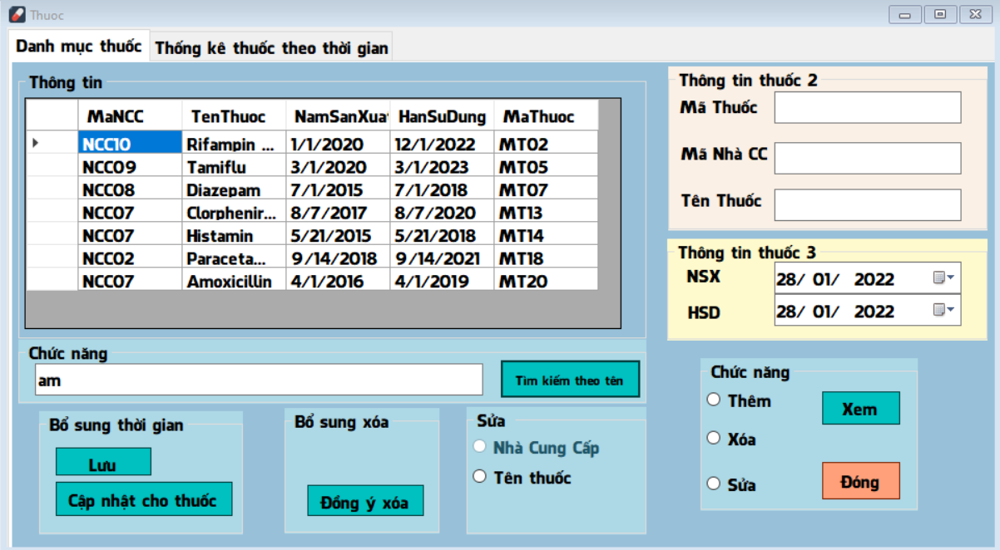 Thuoc
Danh mục thuốc Thống kê thuốc theo thời gian
Thông tin
MaNCC TenThuoc NamSanXuat HanSuDung MaThuoc
NCC10 Rifampin ... 1/1/2020 12/1/2022 MT02
NCC09 Tamiflu 3/1/2020 3/1/2023 MT05
NCC08 Diazepam 7/1/2015 7/1/2018 MT07
NCC07 Clorphenir... 8/7/2017 8/7/2020 MT13
NCC07 Histamin 5/21/2015 5/21/2018 MT14
NCC02 Paraceta... 9/14/2018 9/14/2021 MT18
NCC07 Amoxicillin 4/1/2016 4/1/2019 MT20
Chức năng
am Tìm kiếm theo tên
Bổ sung thời gian
Lưu
Cập nhật cho thuốc
Bổ sung xóa
Đồng ý xóa
Sửa
Nhà Cung Cấp
Tên thuốc
Thông tin thuốc 2
Mã Thuốc
Mã Nhà CC
Tên Thuốc
Thông tin thuốc 3
NSX 28/ 01/ 2022
HSD 28/ 01/ 2022
Chức năng
Thêm
Xóa
Sửa
Xem
Đóng